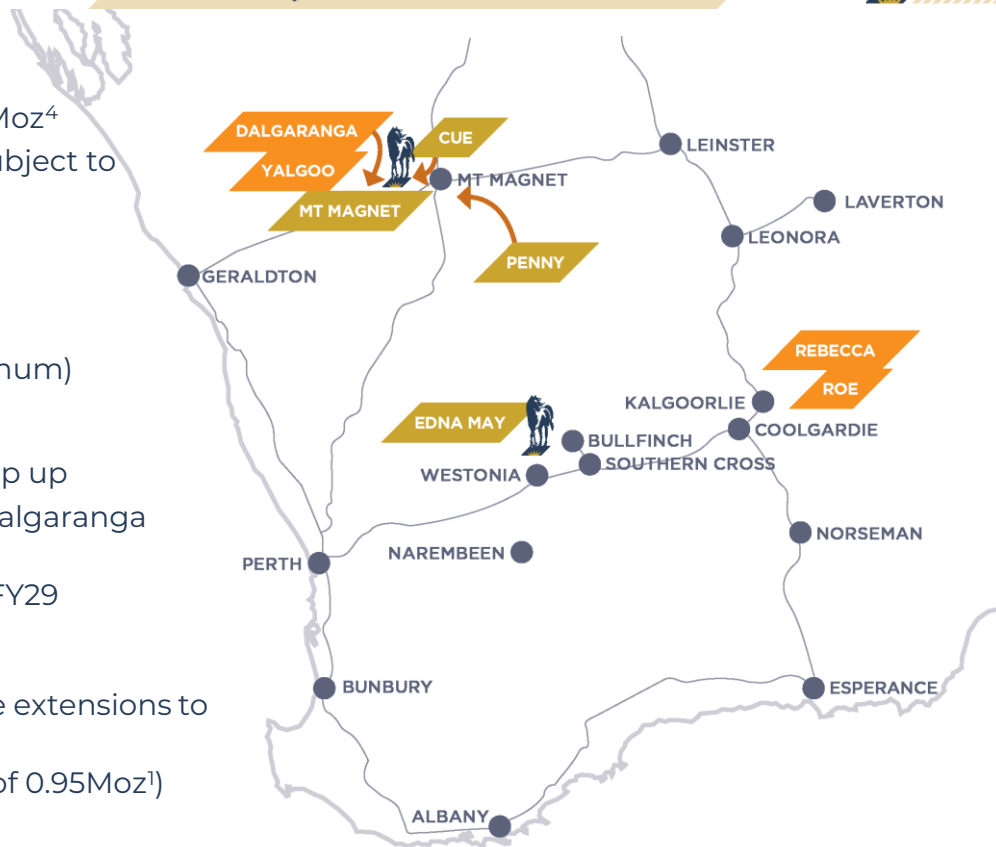 Moz⁴
ubject to
num)
p up
algaranga
FY29
e extensions to
of 0.95Moz¹)
DALGARANGA
CUE
YALGOO
MT MAGNET
MT MAGNET
PENNY
LEINSTER
LAVERTON
LEONORA
GERALDTON
REBECCA
ROE
KALGOORLIE
COOLGARDIE
EDNA MAY
BULLFINCH
SOUTHERN CROSS
WESTONIA
NORSEMAN
NAREMBEEN
PERTH
BUNBURY
ESPERANCE
ALBANY